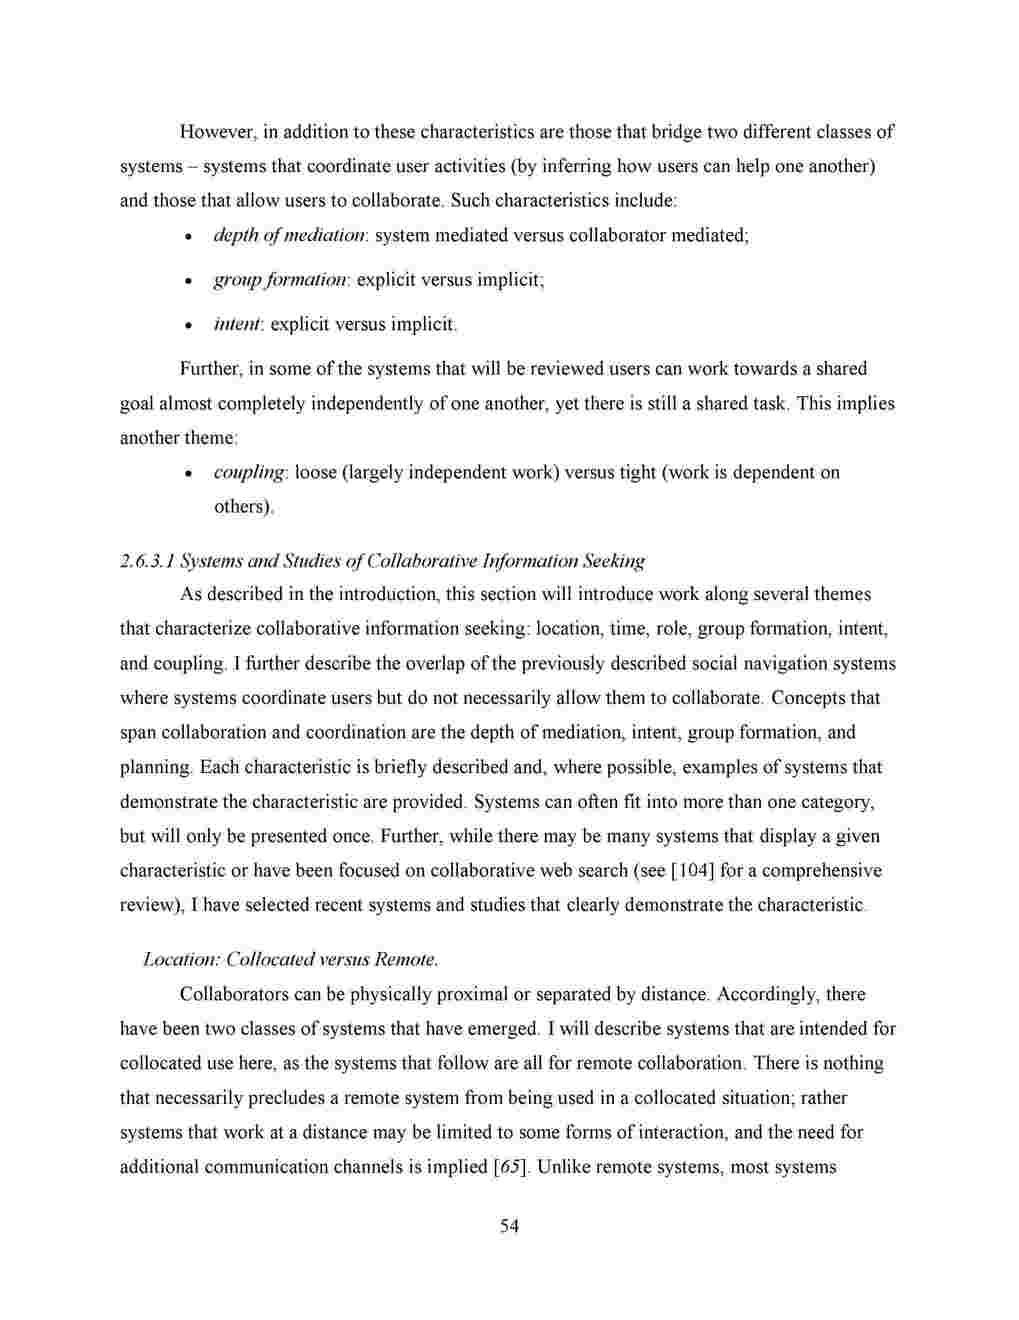 However, in addition to these characteristics are those that bridge two different classes of
systems – systems that coordinate user activities (by inferring how users can help one another)
and those that allow users to collaborate. Such characteristics include:
• depth of mediation: system mediated versus collaborator mediated;
• group formation: explicit versus implicit;
• intent: explicit versus implicit.
Further, in some of the systems that will be reviewed users can work towards a shared
goal almost completely independently of one another, yet there is still a shared task. This implies
another theme:
• coupling: loose (largely independent work) versus tight (work is dependent on
others).
2.6.3.1 Systems and Studies of Collaborative Information Seeking
As described in the introduction, this section will introduce work along several themes
that characterize collaborative information seeking: location, time, role, group formation, intent,
and coupling. I further describe the overlap of the previously described social navigation systems
where systems coordinate users but do not necessarily allow them to collaborate. Concepts that
span collaboration and coordination are the depth of mediation, intent, group formation, and
planning. Each characteristic is briefly described and, where possible, examples of systems that
demonstrate the characteristic are provided. Systems can often fit into more than one category,
but will only be presented once. Further, while there may be many systems that display a given
characteristic or have been focused on collaborative web search (see [104] for a comprehensive
review), I have selected recent systems and studies that clearly demonstrate the characteristic.
Location: Collocated versus Remote.
Collaborators can be physically proximal or separated by distance. Accordingly, there
have been two classes of systems that have emerged. I will describe systems that are intended for
collocated use here, as the systems that follow are all for remote collaboration. There is nothing
that necessarily precludes a remote system from being used in a collocated situation; rather
systems that work at a distance may be limited to some forms of interaction, and the need for
additional communication channels is implied [65]. Unlike remote systems, most systems
54